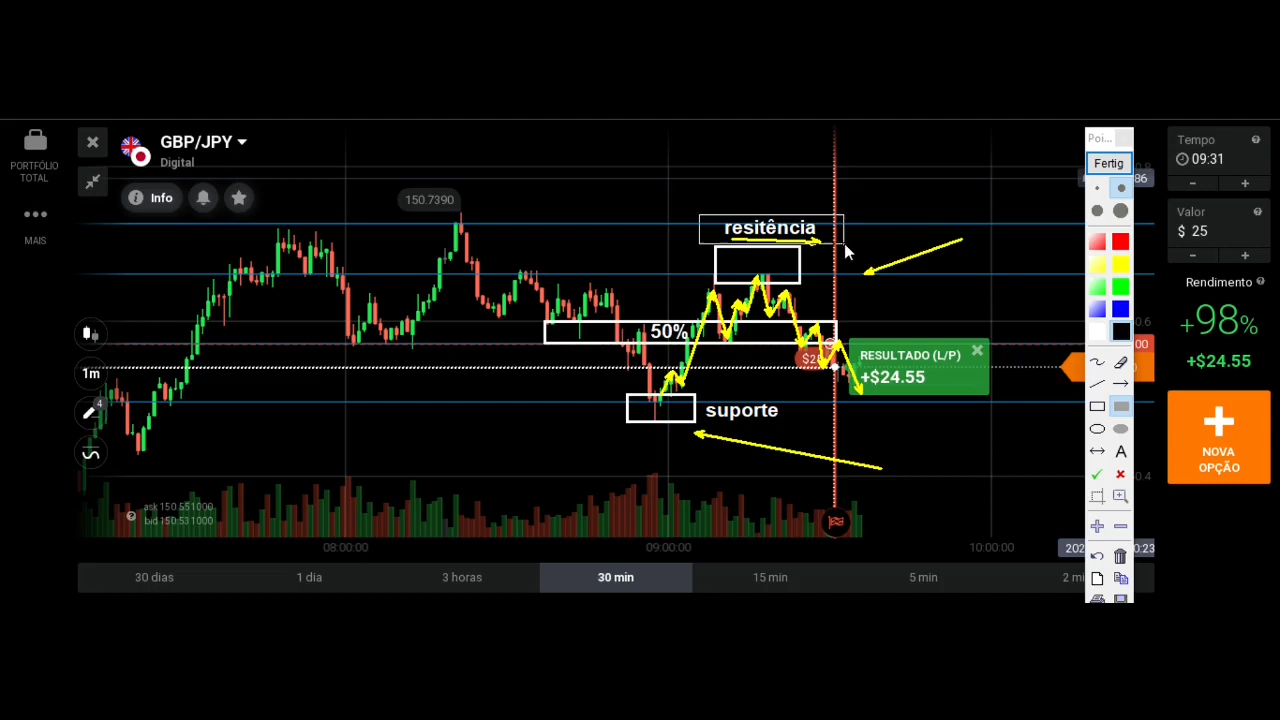 PORTFÓLIO
TOTAL
MAIS
GBP/JPY
Digital
Info
150.7390
resitência
50%
suporte
RESULTADO (L/P)
+$24.55
1m
4
ask 150.551000
bid 150.531000
08:00:00
09:00:00
10:00:00
30 dias
1 dia
3 horas
30 min
15 min
5 min
Fertig
A
Tempo
09:31
Valor
$ 25
Rendimento
+98%
+$24.55
NOVA
OPÇÃO